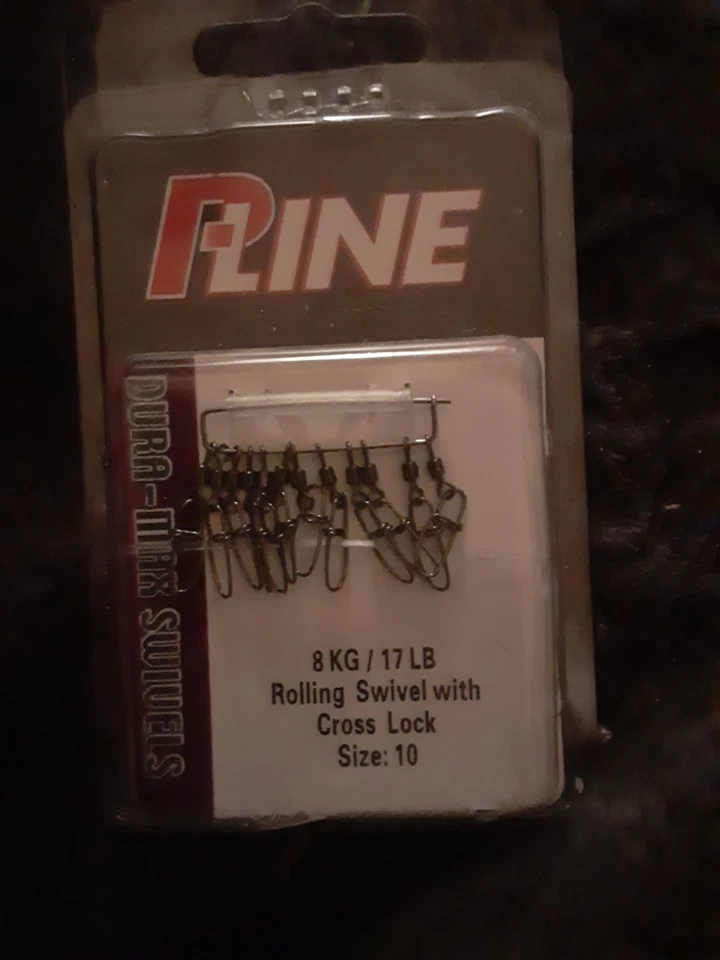 P-LINE
DURA-MAX SWIVELS
8 KG / 17 LB
Rolling Swivel with
Cross Lock
Size: 10